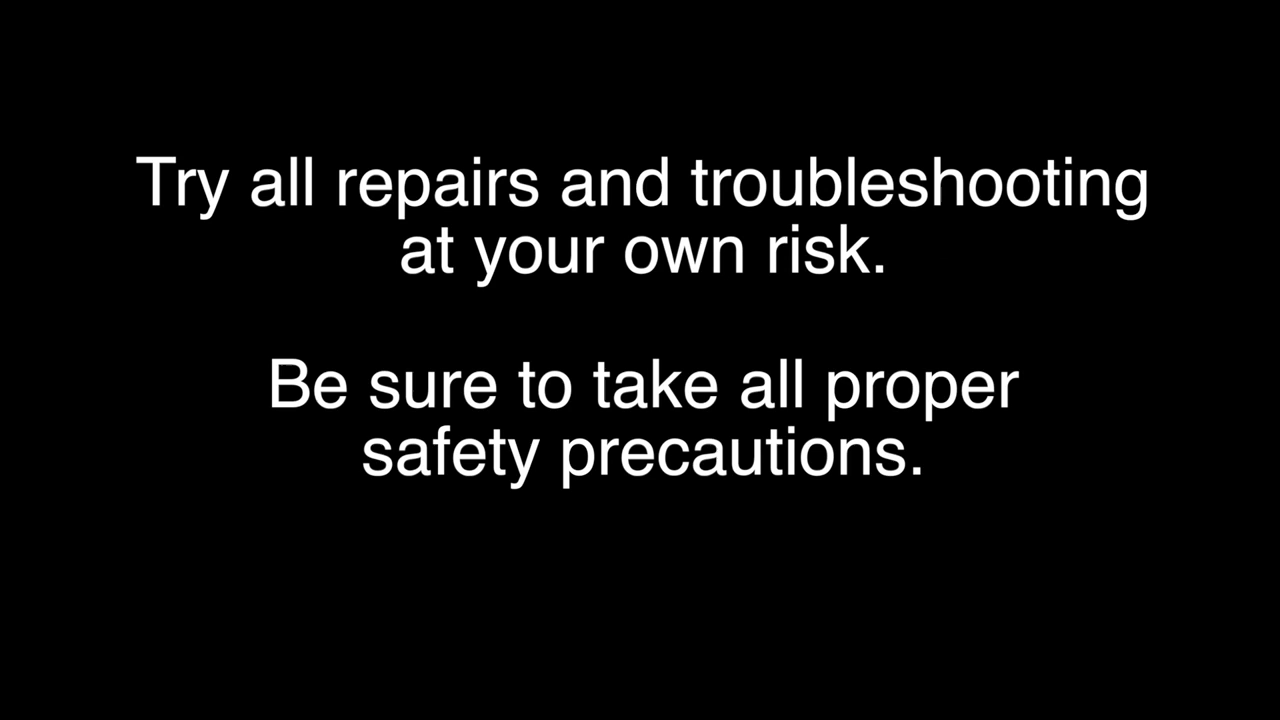 Try all repairs and troubleshooting
at your own risk.
Be sure to take all proper
safety precautions.